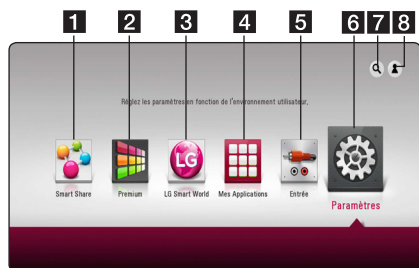 1 2 3 4 5 6 7 8
Réglez les paramètres en fonction de l'environnement utilisateur.
LG
Smart Share Premium LG Smart World Mes Applications Entrée
Paramètres